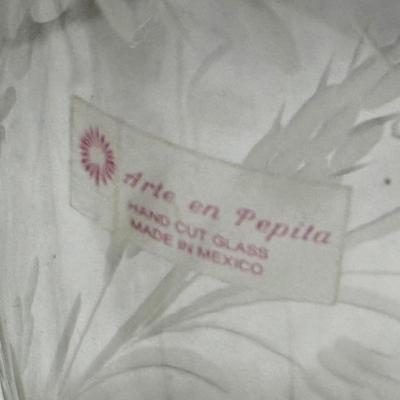 Arte en Pepita
HAND CUT GLASS
MADE IN MEXICO